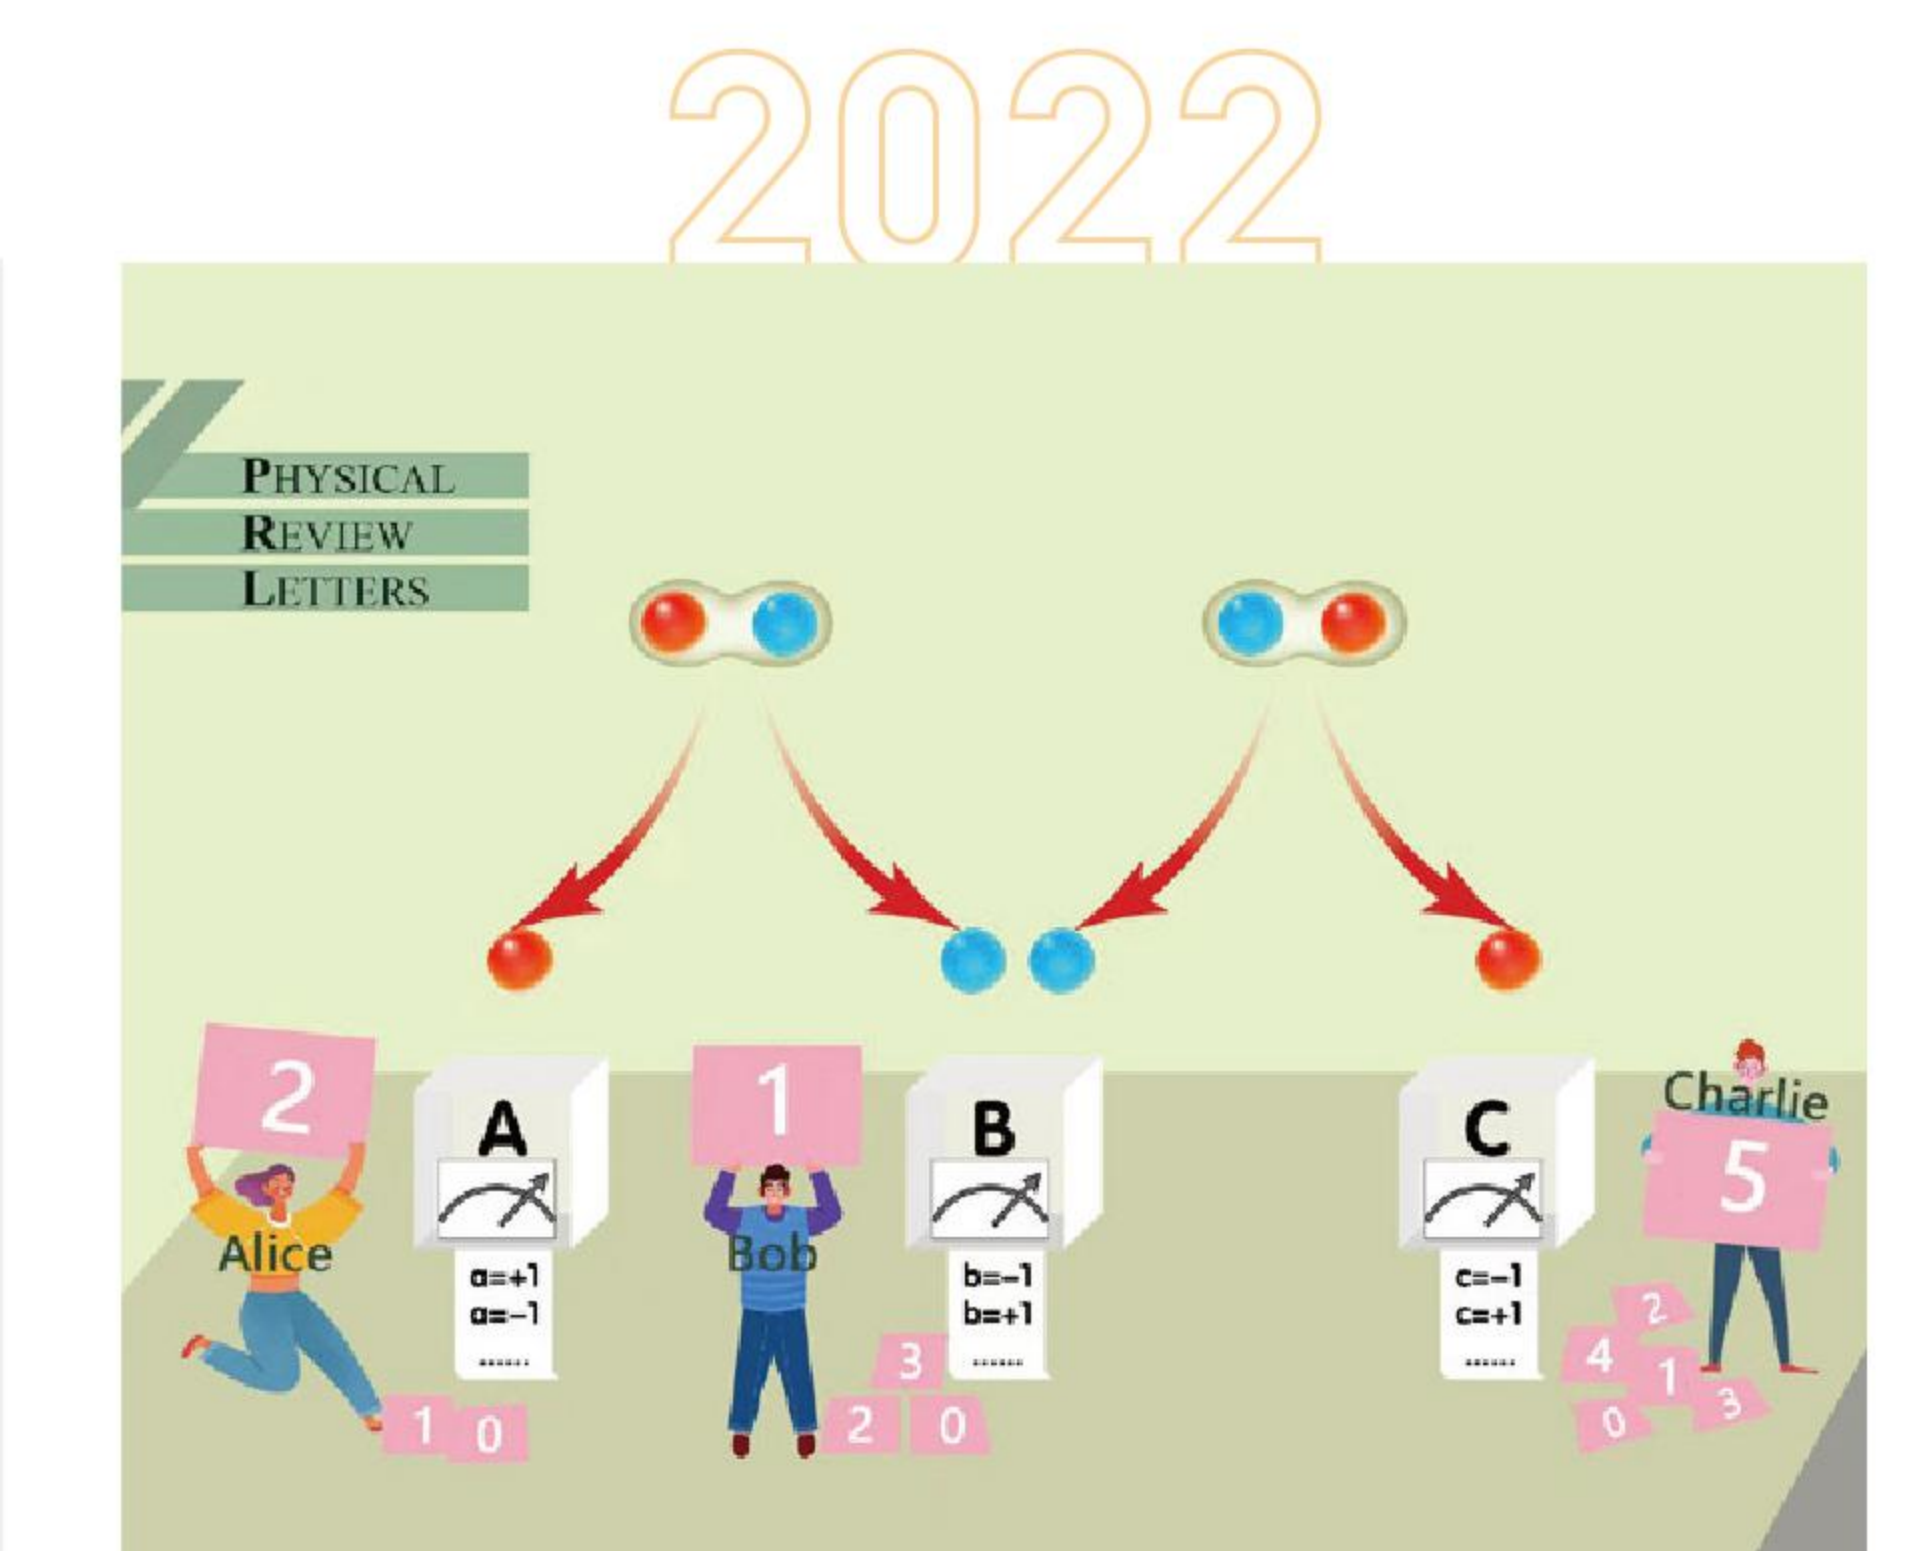 2022
PHYSICAL
REVIEW
LETTERS
2
Alice
1
0
A
a=+1
a=−1
......
1
Bob
3
2
0
B
b=−1
b=+1
......
C
c=−1
c=+1
......
Charlie
5
2
4
1
3
0